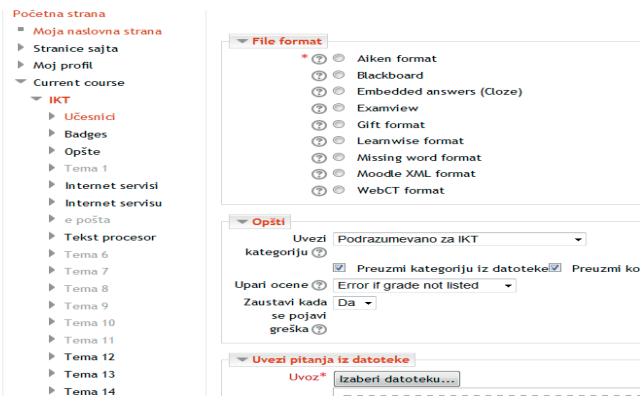 Početna strana
Moja naslovna strana
Stranice sajta
Moj profil
Current course
IKT
Učesnici
Badges
Opšte
Tema 1
Internet servisi
Internet servisu
e pošta
Tekst procesor
Tema 6
Tema 7
Tema 8
Tema 9
Tema 10
Tema 11
Tema 12
Tema 13
Tema 14
File format
* Aiken format
Blackboard
Embedded answers (Cloze)
Examview
Gift format
Learnwise format
Missing word format
Moodle XML format
WebCT format
Opšti
Uvezi Podrazumevano za IKT
kategoriju
Preuzmi kategoriju iz datoteke Preuzmi ko
Upari ocene Error if grade not listed
Zaustavi kada Da
se pojavi
greška
Uvezi pitanja iz datoteke
Uvoz* Izaberi datoteku...